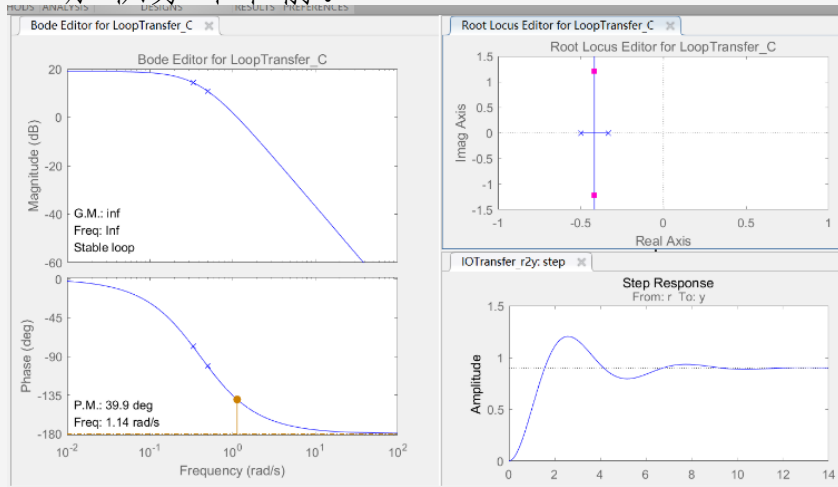 MODS ANALYSIS DESIGNS RESULTS PREFERENCES
Bode Editor for LoopTransfer_C
Bode Editor for LoopTransfer_C
Magnitude (dB)
20
0
-20
-40
-60
G.M.: inf
Freq: Inf
Stable loop
Phase (deg)
0
-45
-90
-135
-180
P.M.: 39.9 deg
Freq: 1.14 rad/s
10-2 10-1 100 101 102
Frequency (rad/s)
Root Locus Editor for LoopTransfer_C
Root Locus Editor for LoopTransfer_C
Imag Axis
1.5
1
0.5
0
-0.5
-1
-1.5
-1 -0.5 0 0.5 1
Real Axis
IOTransfer_r2y: step
Step Response
From: r To: y
Amplitude
1.5
1
0.5
0
0 2 4 6 8 10 12 14